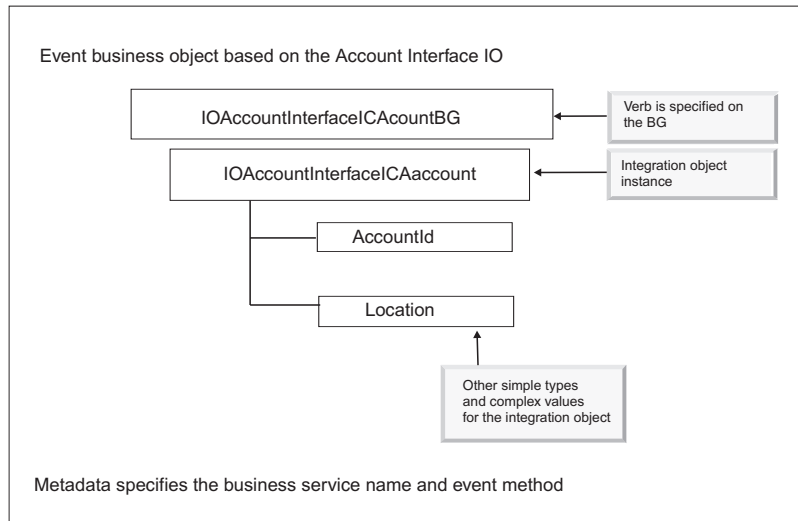 Event business object based on the Account Interface IO
IOAccountInterfaceICAcountBG
Verb is specified on
the BG
IOAccountInterfaceICAaccount
Integration object
instance
AccountId
Location
Other simple types
and complex values
for the integration object
Metadata specifies the business service name and event method